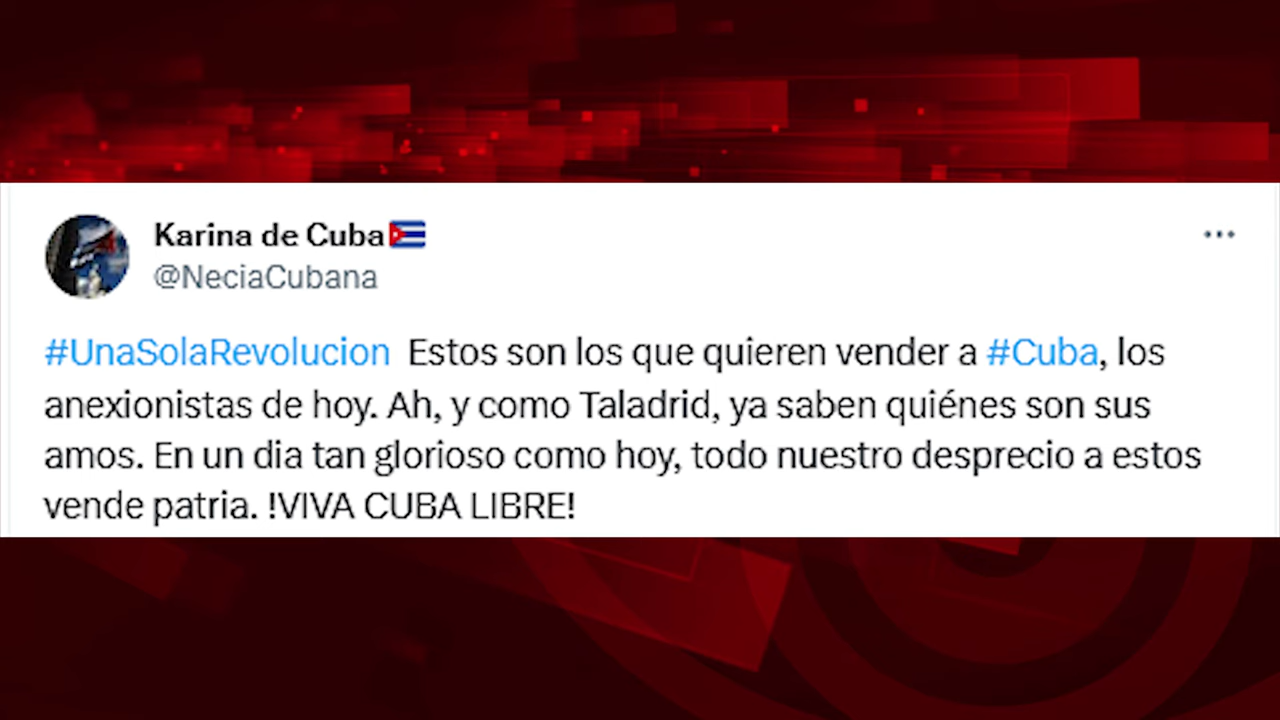 Karina de Cuba🇨🇺
@NeciaCubana
#UnaSolaRevolucion Estos son los que quieren vender a #Cuba, los
anexionistas de hoy. Ah, y como Taladrid, ya saben quiénes son sus
amos. En un dia tan glorioso como hoy, todo nuestro desprecio a estos
vende patria. !VIVA CUBA LIBRE!